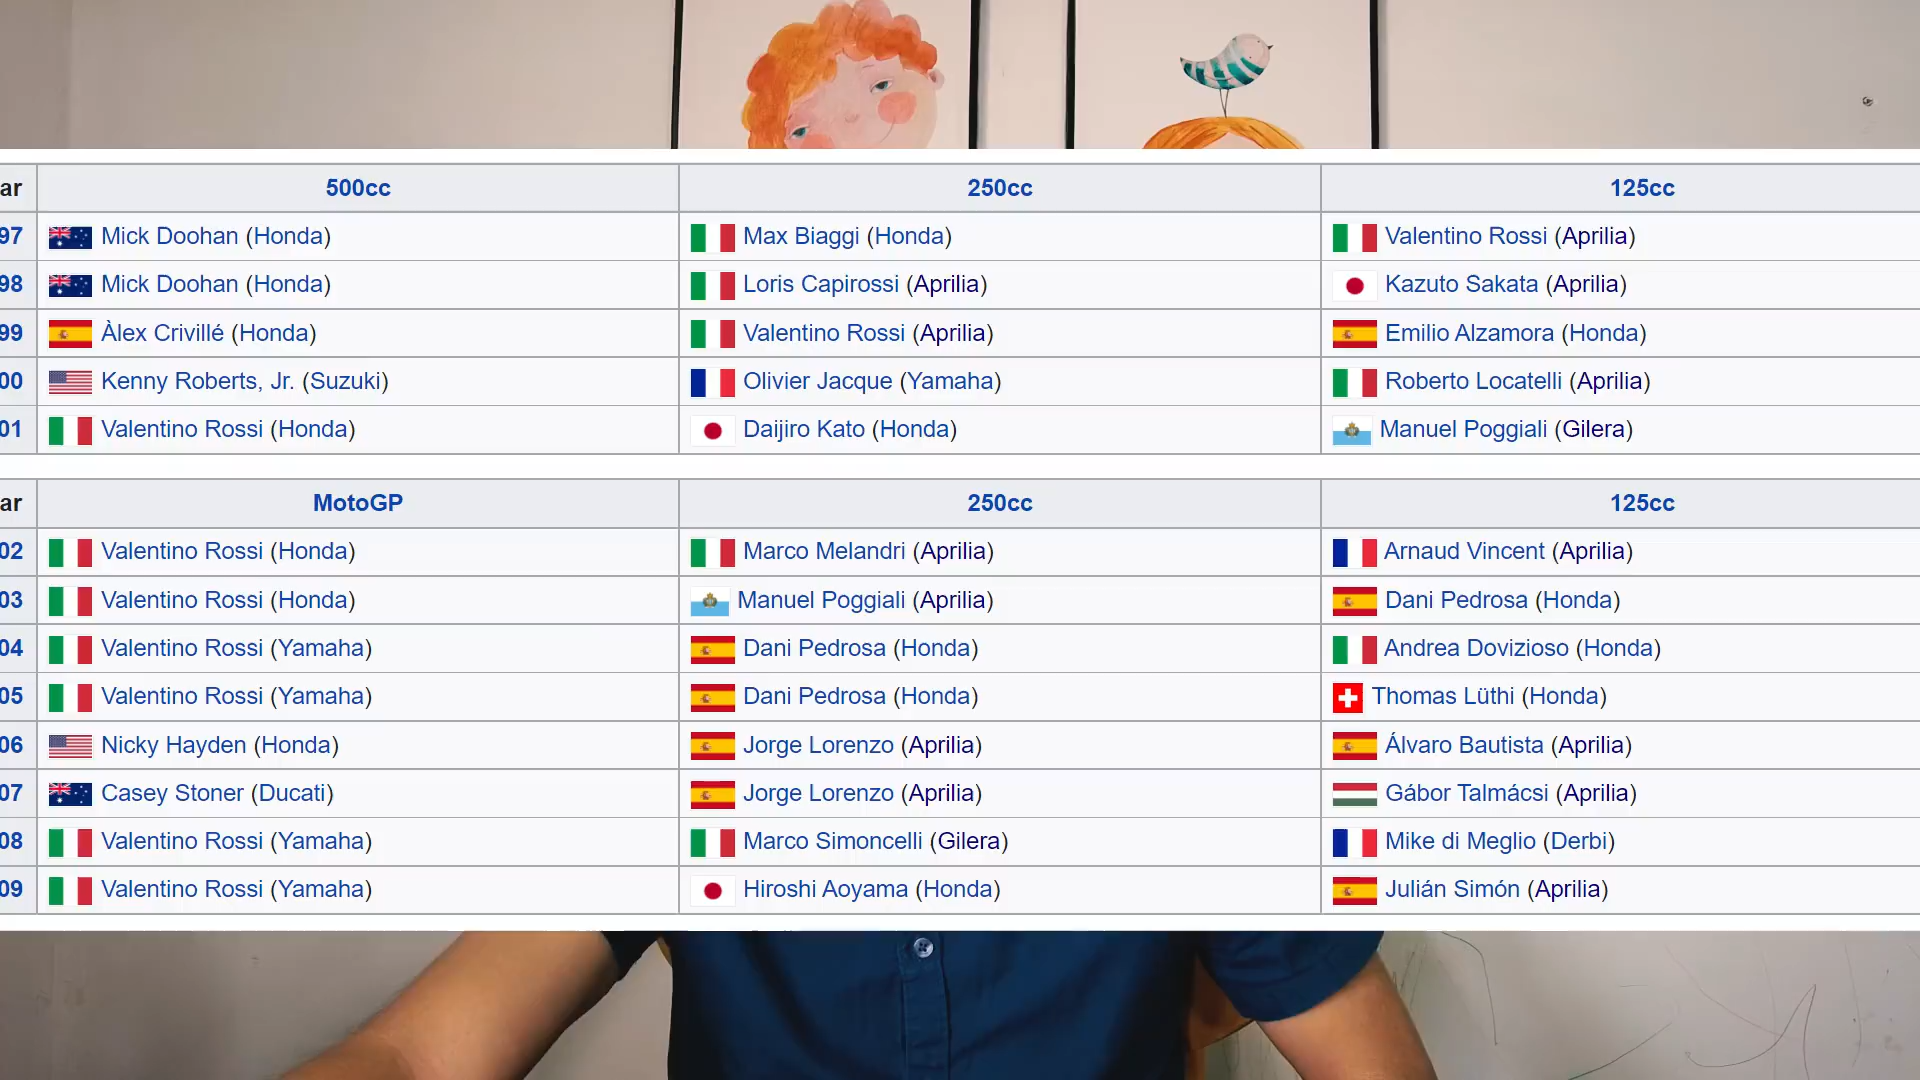 ar 500cc 250cc 125cc
97 Mick Doohan (Honda) Max Biaggi (Honda) Valentino Rossi (Aprilia)
98 Mick Doohan (Honda) Loris Capirossi (Aprilia) Kazuto Sakata (Aprilia)
99 Àlex Crivillé (Honda) Valentino Rossi (Aprilia) Emilio Alzamora (Honda)
00 Kenny Roberts, Jr. (Suzuki) Olivier Jacque (Yamaha) Roberto Locatelli (Aprilia)
01 Valentino Rossi (Honda) Daijiro Kato (Honda) Manuel Poggiali (Gilera)
ar MotoGP 250cc 125cc
02 Valentino Rossi (Honda) Marco Melandri (Aprilia) Arnaud Vincent (Aprilia)
03 Valentino Rossi (Honda) Manuel Poggiali (Aprilia) Dani Pedrosa (Honda)
04 Valentino Rossi (Yamaha) Dani Pedrosa (Honda) Andrea Dovizioso (Honda)
05 Valentino Rossi (Yamaha) Dani Pedrosa (Honda) Thomas Lüthi (Honda)
06 Nicky Hayden (Honda) Jorge Lorenzo (Aprilia) Álvaro Bautista (Aprilia)
07 Casey Stoner (Ducati) Jorge Lorenzo (Aprilia) Gábor Talmácsi (Aprilia)
08 Valentino Rossi (Yamaha) Marco Simoncelli (Gilera) Mike di Meglio (Derbi)
09 Valentino Rossi (Yamaha) Hiroshi Aoyama (Honda) Julián Simón (Aprilia)